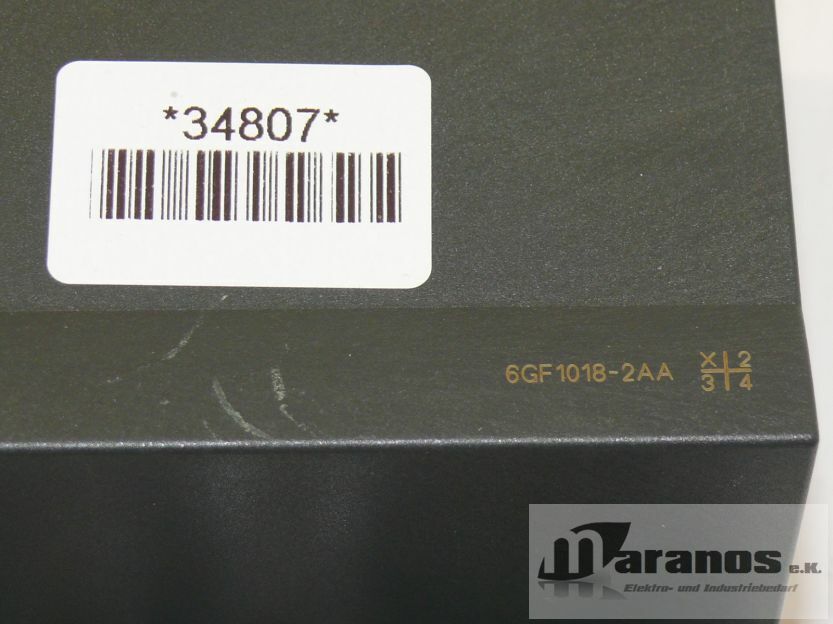 *34807*
6GF1018-2AA X 2
3 4
maranos e.K.
Elektro- und Industriebedarf